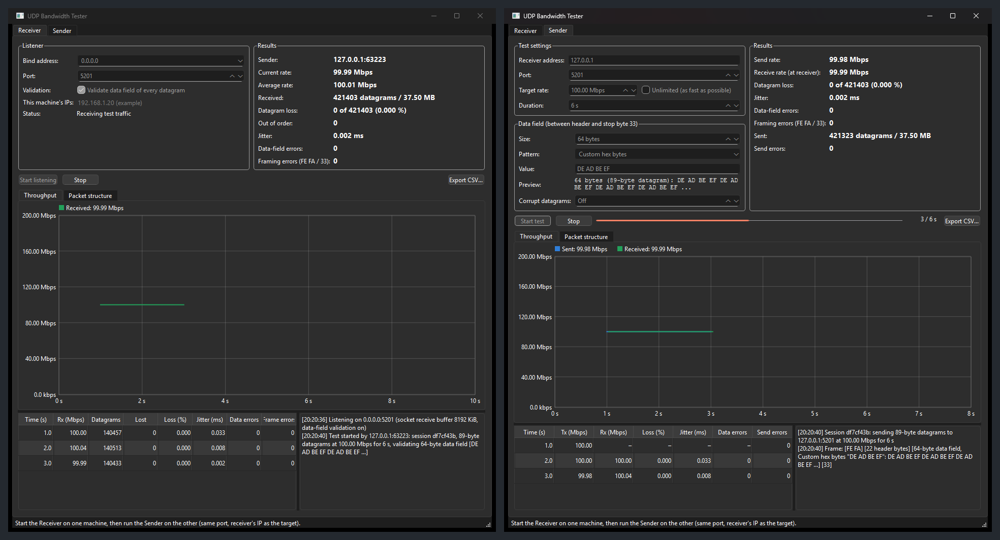 UDP Bandwidth Tester
Receiver
Sender
Listener
Bind address:
0.0.0.0
Port:
5201
Validation:
Validate data field of every datagram
This machine's IPs:
192.168.1.20 (example)
Status:
Receiving test traffic
Results
Sender:
127.0.0.1:63223
Current rate:
99.99 Mbps
Average rate:
100.01 Mbps
Received:
421403 datagrams / 37.50 MB
Datagram loss:
0 of 421403 (0.000 %)
Out of order:
0
Jitter:
0.002 ms
Data-field errors:
0
Framing errors (FE FA / 33):
0
Start listening
Stop
Export CSV...
Throughput
Packet structure
Received: 99.99 Mbps
200.00 Mbps
160.00 Mbps
120.00 Mbps
80.00 Mbps
40.00 Mbps
0.0 kbps
0 s
2 s
4 s
6 s
8 s
10 s
Time (s) Rx (Mbps) Datagrams Lost Loss (%) Jitter (ms) Data errors Frame errors
1.0 100.00 140457 0 0.000 0.033 0 0
2.0 100.04 140513 0 0.000 0.008 0 0
3.0 99.99 140433 0 0.000 0.002 0 0
[20:20:36] Listening on 0.0.0.0:5201 (socket receive buffer 8192 KiB,
data-field validation on)
[20:20:40] Test started by 127.0.0.1:63223: session df7cf43b, 89-byte
datagrams at 100.00 Mbps for 6 s, validating 64-byte data field [DE
AD BE EF DE AD BE EF ...]
Start the Receiver on one machine, then run the Sender on the other (same port, receiver's IP as the target).
UDP Bandwidth Tester
Receiver
Sender
Test settings
Receiver address:
127.0.0.1
Port:
5201
Target rate:
100.00 Mbps
Unlimited (as fast as possible)
Duration:
6 s
Data field (between header and stop byte 33)
Size:
64 bytes
Pattern:
Custom hex bytes
Value:
DE AD BE EF
Preview:
64 bytes (89-byte datagram): DE AD BE EF DE AD
BE EF DE AD BE EF DE AD BE EF ...
Corrupt datagrams:
Off
Results
Send rate:
99.98 Mbps
Receive rate (at receiver):
99.99 Mbps
Datagram loss:
0 of 421403 (0.000 %)
Jitter:
0.002 ms
Data-field errors:
0
Framing errors (FE FA / 33):
0
Sent:
421323 datagrams / 37.50 MB
Send errors:
0
Start test
Stop
3 / 6 s
Export CSV...
Throughput
Packet structure
Sent: 99.98 Mbps
Received: 99.99 Mbps
200.00 Mbps
160.00 Mbps
120.00 Mbps
80.00 Mbps
40.00 Mbps
0.0 kbps
0 s
1 s
2 s
3 s
4 s
5 s
6 s
7 s
8 s
Time (s) Tx (Mbps) Rx (Mbps) Loss (%) Jitter (ms) Data errors Send errors
1.0 100.00 – – – – 0
2.0 100.00 100.00 0.000 0.033 0 0
3.0 99.98 100.04 0.000 0.008 0 0
[20:20:40] Session df7cf43b: sending 89-byte datagrams to
127.0.0.1:5201 at 100.00 Mbps for 6 s
[20:20:40] Frame: [FE FA] [22 header bytes] [64-byte data field,
Custom hex bytes "DE AD BE EF": DE AD BE EF DE AD BE EF DE AD
BE EF ...] [33]
Start the Receiver on one machine, then run the Sender on the other (same port, receiver's IP as the target).